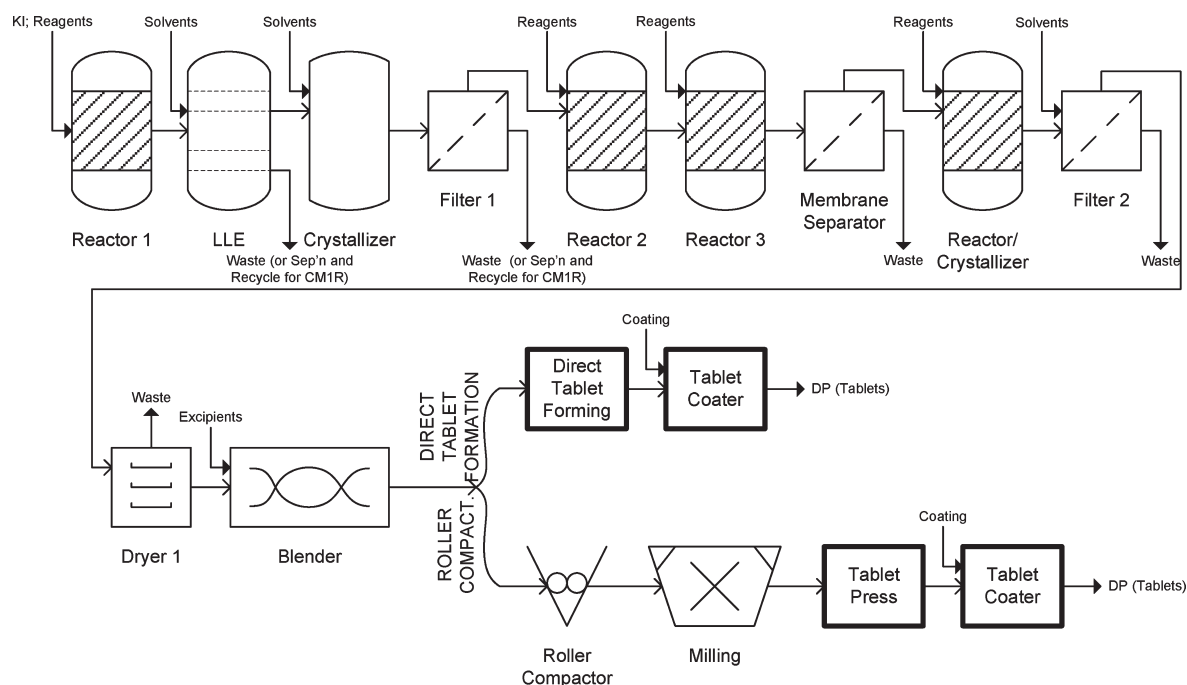 KI; Reagents
Solvents
Solvents
Reagents
Reagents
Reagents
Solvents
Reactor 1
LLE
Crystallizer
Filter 1
Reactor 2
Reactor 3
Membrane
Separator
Reactor/
Crystallizer
Filter 2
Waste (or Sep'n and
Recycle for CM1R)
Waste (or Sep'n and
Recycle for CM1R)
Waste
Waste
Coating
Direct
Tablet
Forming
Tablet
Coater
DP (Tablets)
Waste
Excipients
DIRECT
TABLET
FORMATION
ROLLER
COMPACT.
Dryer 1
Blender
Coating
Tablet
Press
Tablet
Coater
DP (Tablets)
Roller
Compactor
Milling